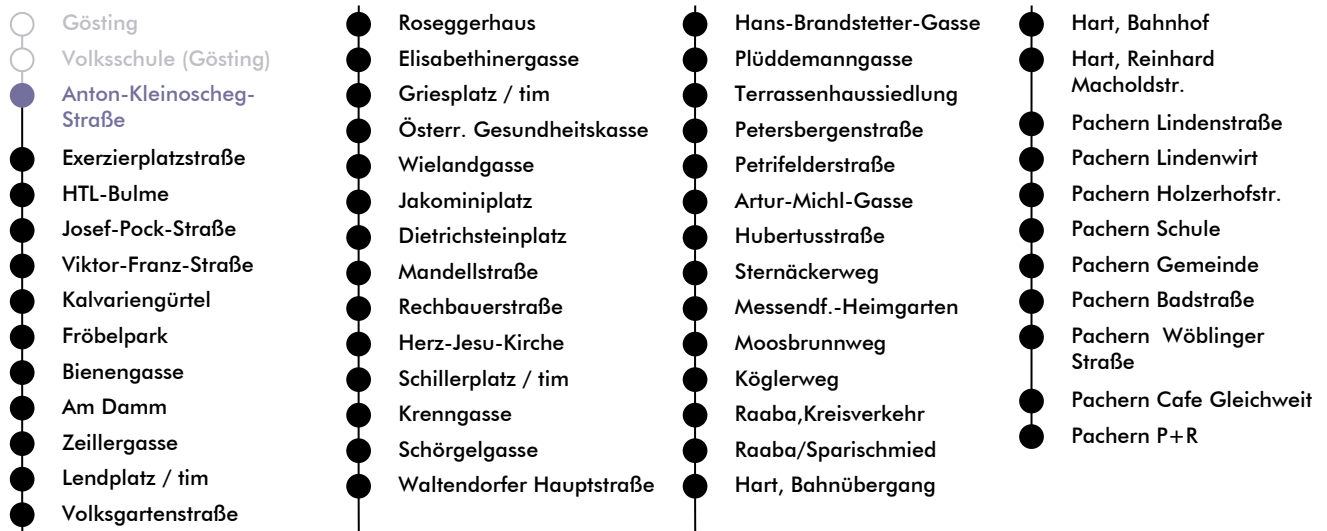 Gösting
Volksschule (Gösting)
Anton-Kleinoscheg-
Straße
Exerzierplatzstraße
HTL-Bulme
Josef-Pock-Straße
Viktor-Franz-Straße
Kalvariengürtel
Fröbelpark
Bienengasse
Am Damm
Zeillergasse
Lendplatz / tim
Volksgartenstraße
Roseggerhaus
Elisabethinergasse
Griesplatz / tim
Österr. Gesundheitskasse
Wielandgasse
Jakominiplatz
Dietrichsteinplatz
Mandellstraße
Rechbauerstraße
Herz-Jesu-Kirche
Schillerplatz / tim
Krenngasse
Schörgelgasse
Waltendorfer Hauptstraße
Hans-Brandstetter-Gasse
Plüddemanngasse
Terrassenhaussiedlung
Petersbergenstraße
Petrifelderstraße
Artur-Michl-Gasse
Hubertusstraße
Sternäckerweg
Messendf.-Heimgarten
Moosbrunnweg
Köglerweg
Raaba,Kreisverkehr
Raaba/Sparischmied
Hart, Bahnübergang
Hart, Bahnhof
Hart, Reinhard
Macholdstr.
Pachern Lindenstraße
Pachern Lindenwirt
Pachern Holzerhofstr.
Pachern Schule
Pachern Gemeinde
Pachern Badstraße
Pachern  Wöblinger
Straße
Pachern Cafe Gleichweit
Pachern P+R